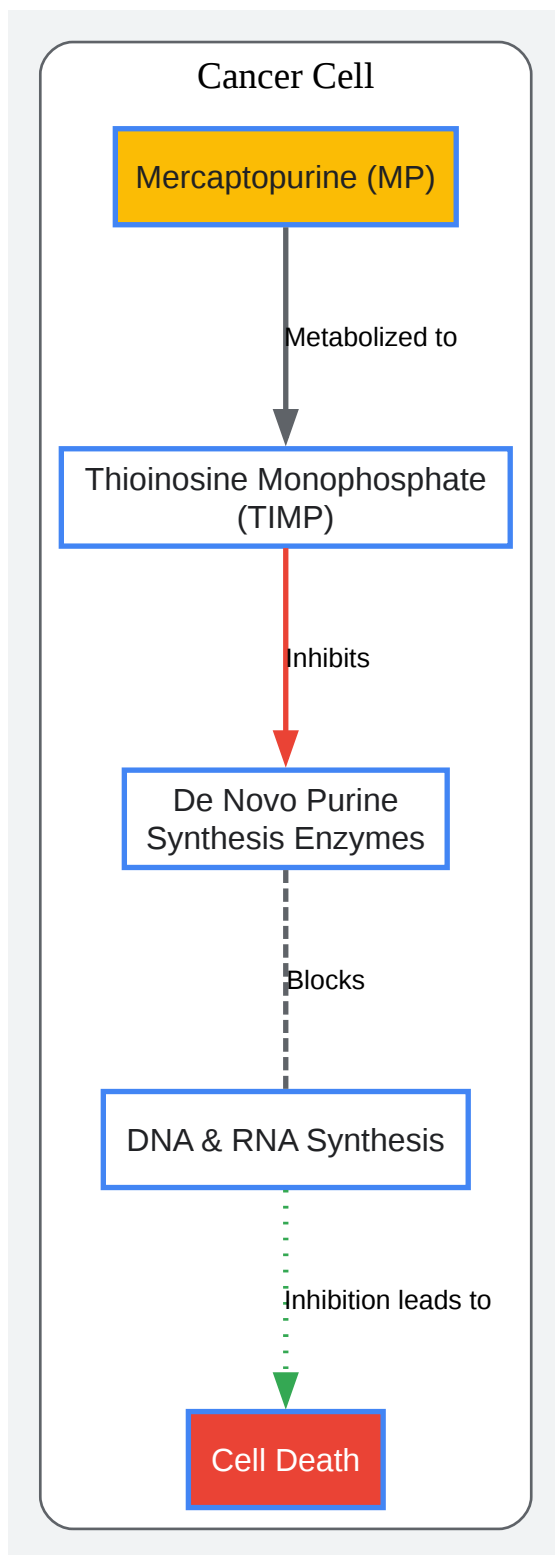 Cancer Cell
Mercaptopurine (MP)
Metabolized to
Thioinosine Monophosphate
(TIMP)
Inhibits
De Novo Purine
Synthesis Enzymes
Blocks
DNA & RNA Synthesis
Inhibition leads to
Cell Death